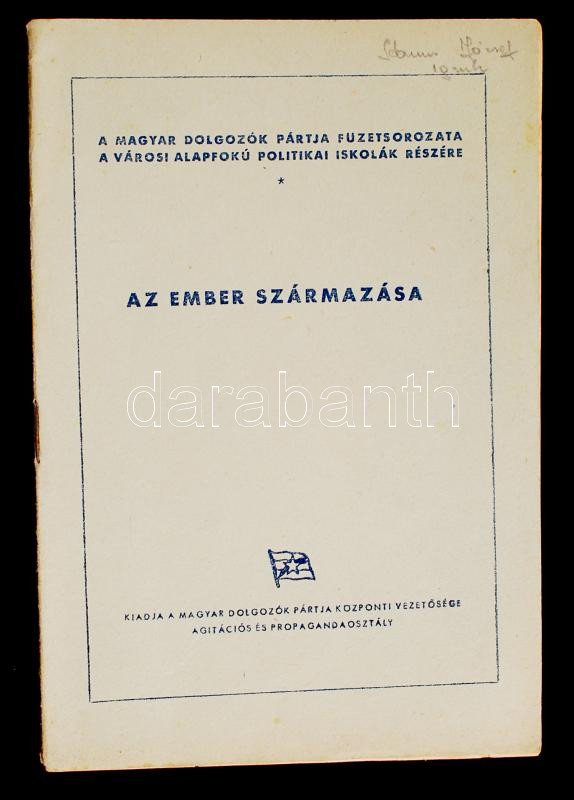 József
A MAGYAR DOLGOZÓK PÁRTJA FÜZETSOROZATA
A VÁROSI ALAPFOKÚ POLITIKAI ISKOLÁK RÉSZÉRE
*
AZ EMBER SZÁRMAZÁSA
darabanth
KIADJA A MAGYAR DOLGOZÓK PÁRTJA KÖZPONTI VEZETŐSÉGE
AGITÁCIÓS ÉS PROPAGANDAOSZTÁLY